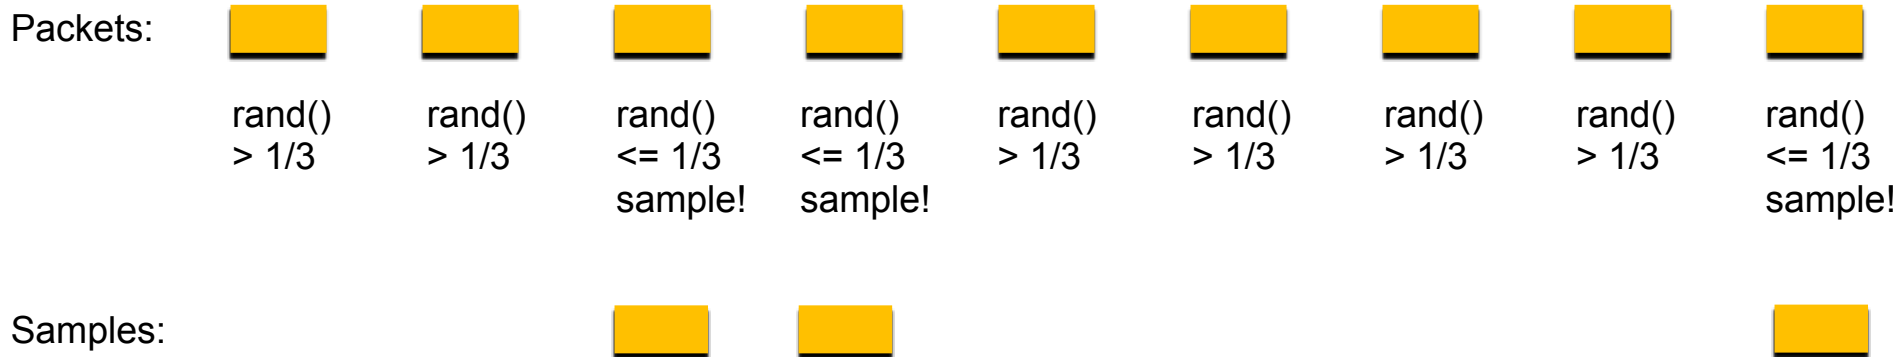 Packets:
rand()
> 1/3
rand()
> 1/3
rand()
<= 1/3
sample!
rand()
<= 1/3
sample!
rand()
> 1/3
rand()
> 1/3
rand()
> 1/3
rand()
> 1/3
rand()
<= 1/3
sample!
Samples: